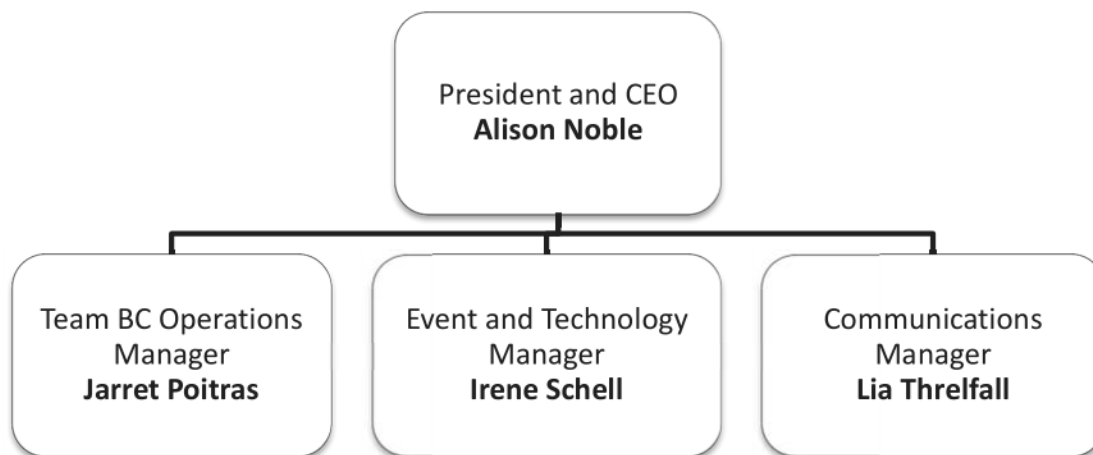 President and CEO
Alison Noble
Team BC Operations
Manager
Jarret Poitras
Event and Technology
Manager
Irene Schell
Communications
Manager
Lia Threlfall